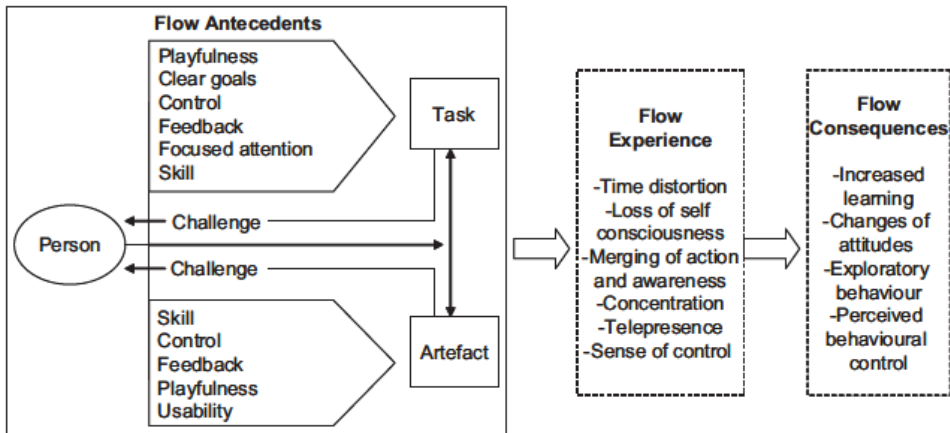 Flow Antecedents
Playfulness
Clear goals
Control
Feedback
Focused attention
Skill
Task
Challenge
Person
Challenge
Skill
Control
Feedback
Playfulness
Usability
Artefact
Flow
Experience
-Time distortion
-Loss of self
consciousness
-Merging of action
and awareness
-Concentration
-Telepresence
-Sense of control
Flow
Consequences
-Increased
learning
-Changes of
attitudes
-Exploratory
behaviour
-Perceived
behavioural
control